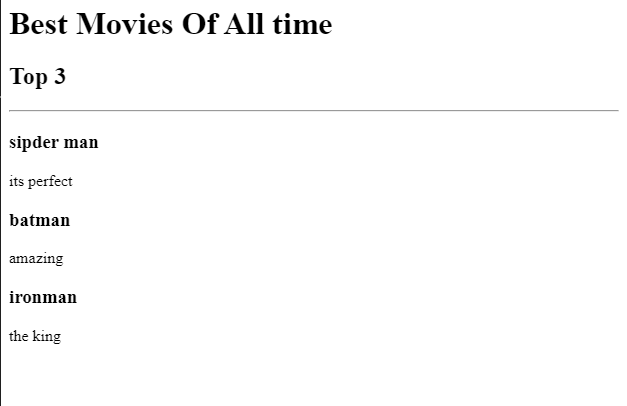 Best Movies Of All time
Top 3
sipder man
its perfect
batman
amazing
ironman
the king